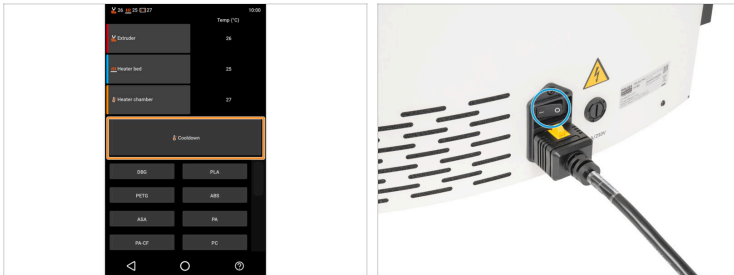 26 25 27 10:00
Temp (°C)
Extruder 26
Heater bed 25
Heater chamber 27
Cooldown
DBG PLA
PETG ABS
ASA PA
PA-CF PC
- O